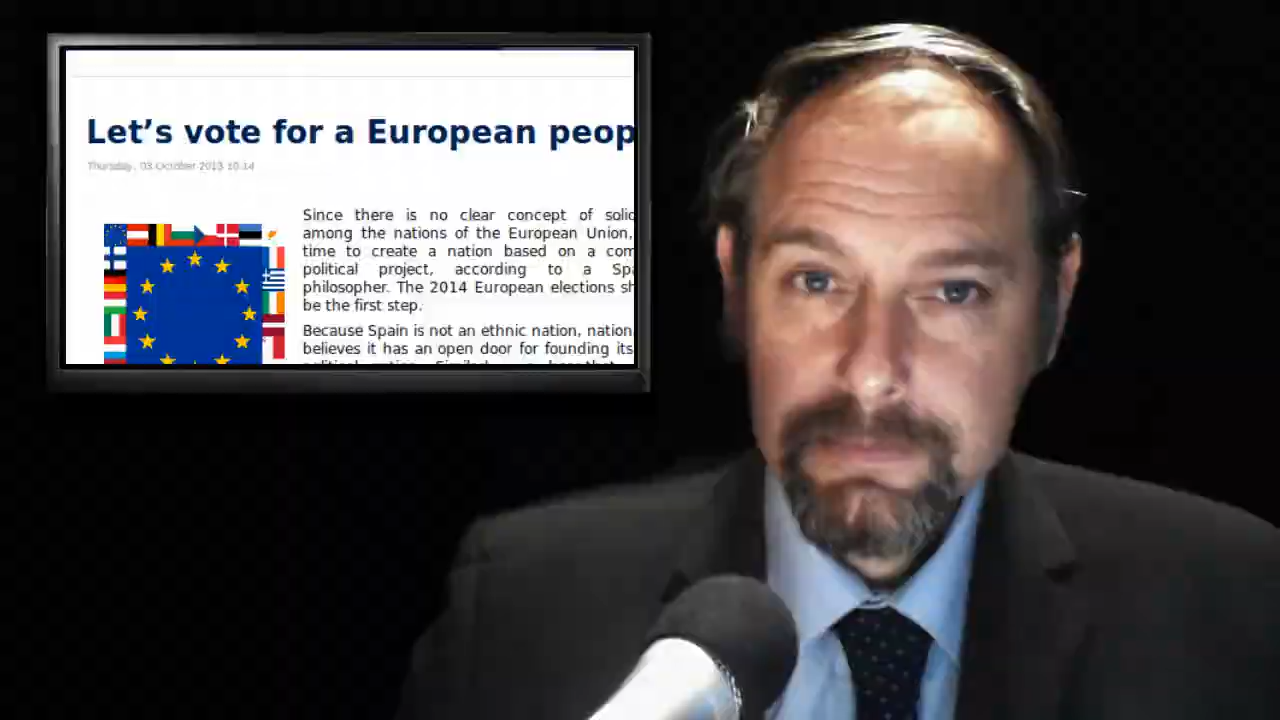 Let’s vote for a European peop
Thursday, 03 October 2013 10:14
Since there is no clear concept of solid
among the nations of the European Union,
time to create a nation based on a com
political project, according to a Spa
philosopher. The 2014 European elections sh
be the first step.
Because Spain is not an ethnic nation, nation
believes it has an open door for founding its